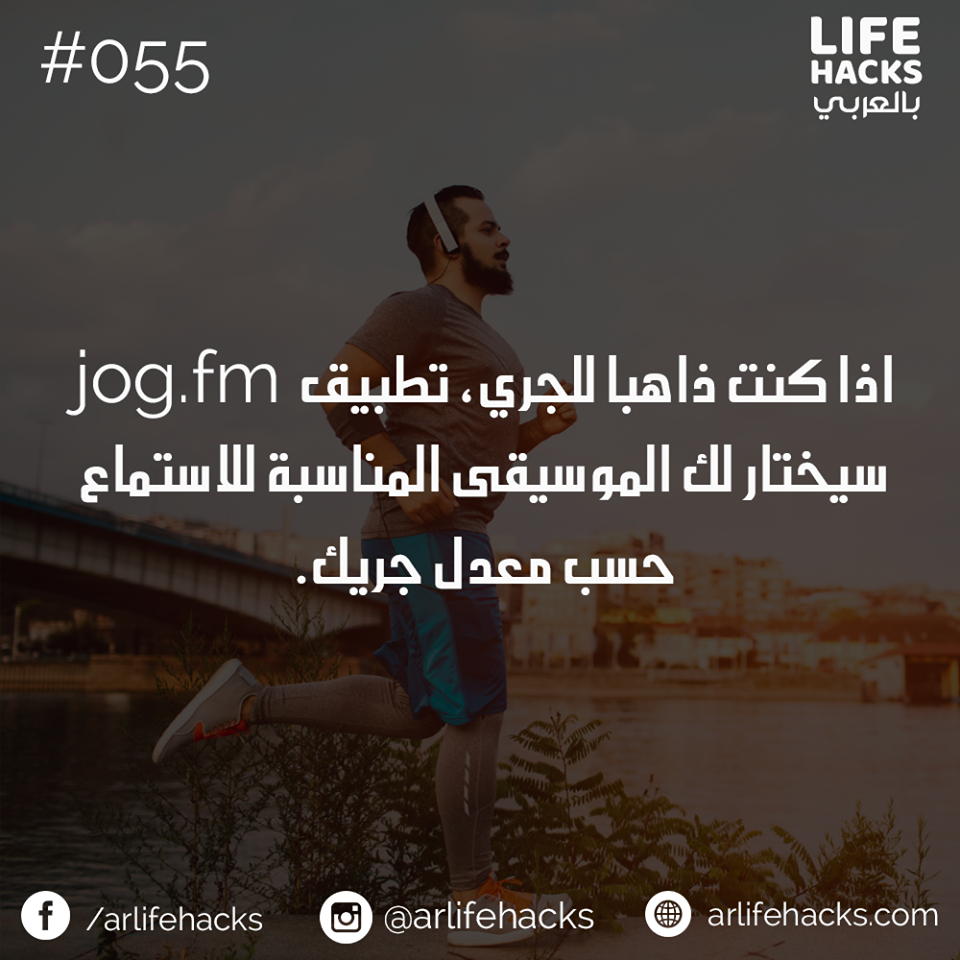 #055
LIFE
HACKS
بالعربي
اذا كنت ذاهبا للجري، تطبيق jog.fm
سيختار لك الموسيقى المناسبة للاستماع
حسب معدل جريك.
/arlifehacks @arlifehacks arlifehacks.com